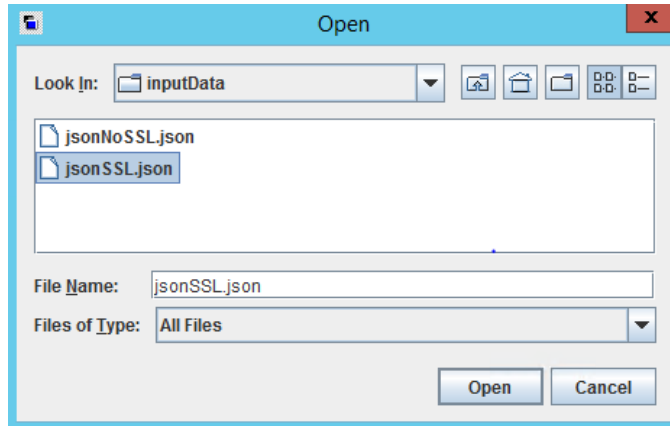 Open
x
Look In: inputData
jsonNoSSL.json
jsonSSL.json
File Name: jsonSSL.json
Files of Type: All Files
Open Cancel